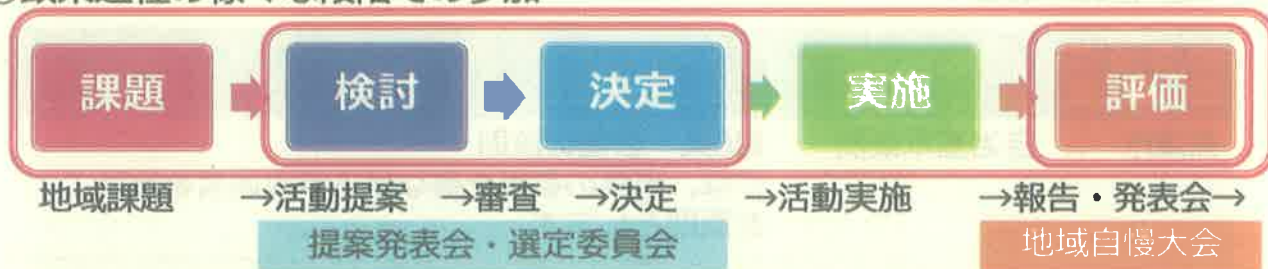 課題 検討 決定 実施 評価
地域課題 →活動提案 →審査 →決定 →活動実施 →報告・発表会→
提案発表会・選定委員会 地域自慢大会